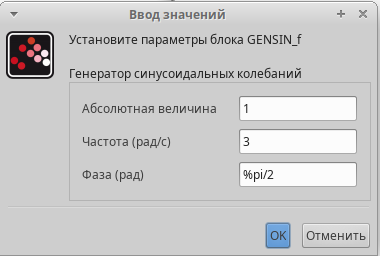 Ввод значений
Установите параметры блока GENSIN_f
Генератор синусоидальных колебаний
Абсолютная величина 1
Частота (рад/с) 3
Фаза (рад) %pi/2
OK Отменить